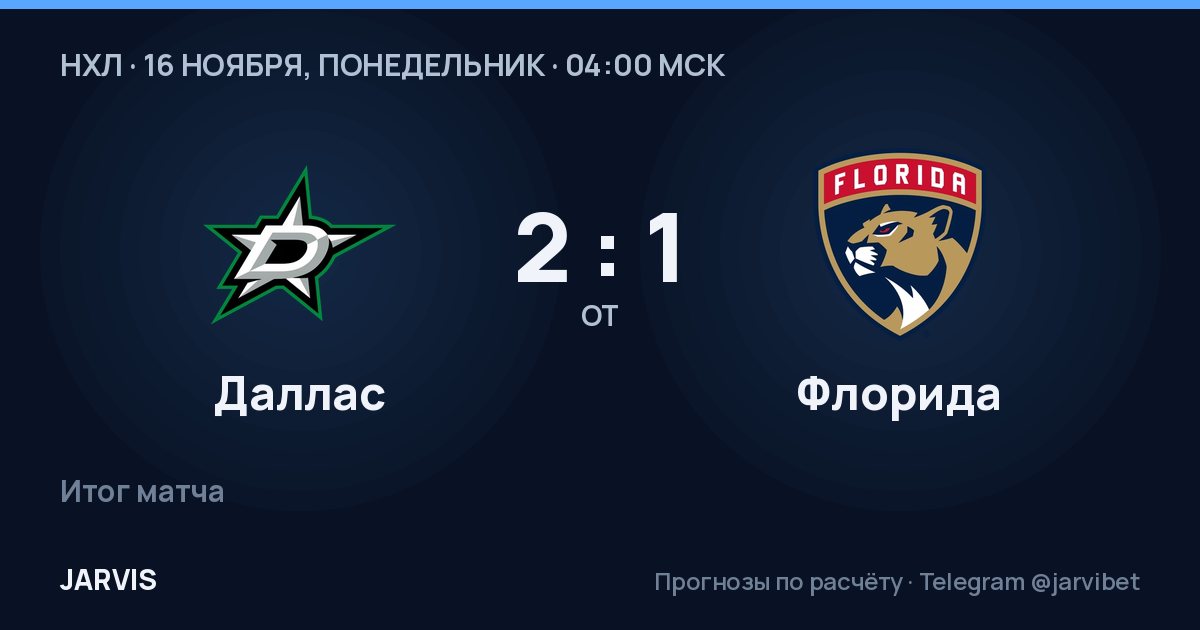 НХЛ · 16 НОЯБРЯ, ПОНЕДЕЛЬНИК · 04:00 МСК
FLORIDA
D
2 : 1
ОТ
Даллас
Флорида
Итог матча
JARVIS
Прогнозы по расчёту · Telegram @jarvibet